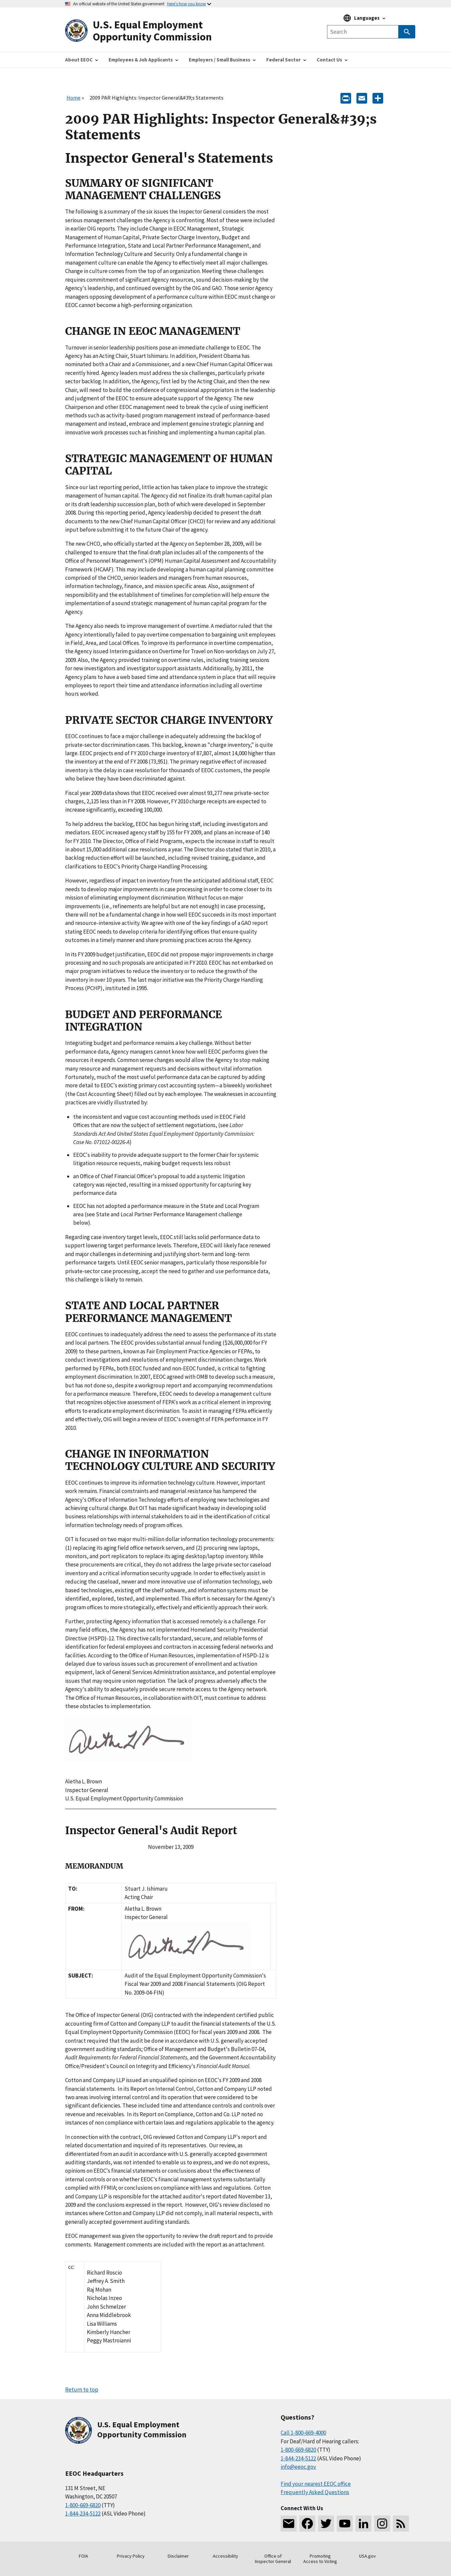 An official website of the United States government Here's how you know
U.S. Equal Employment
Opportunity Commission
Languages
Search
About EEOC
Employees & Job Applicants
Employers / Small Business
Federal Sector
Contact Us
Home » 2009 PAR Highlights: Inspector General&#39;s Statements
2009 PAR Highlights: Inspector General&#39;s
Statements
Inspector General's Statements
SUMMARY OF SIGNIFICANT
MANAGEMENT CHALLENGES
The following is a summary of the six issues the Inspector General considers the most
serious management challenges the Agency is confronting. Most of these were included
in earlier OIG reports. They include Change in EEOC Management, Strategic
Management of Human Capital, Private Sector Charge Inventory, Budget and
Performance Integration, State and Local Partner Performance Management, and
Information Technology Culture and Security. Only a fundamental change in
management culture can enable the Agency to effectively meet all major challenges.
Change in culture comes from the top of an organization. Meeting these challenges
requires commitment of significant agency resources, steadfast decision-making by the
Agency's leadership, and continued oversight by the OIG and GAO. Those senior Agency
managers opposing development of a performance culture within EEOC must change or
EEOC cannot become a high-performing organization.
CHANGE IN EEOC MANAGEMENT
Turnover in senior leadership positions pose an immediate challenge to EEOC. The
Agency has an Acting Chair, Stuart Ishimaru. In addition, President Obama has
nominated both a Chair and a Commissioner, and a new Chief Human Capital Officer was
recently hired. Agency leaders must address the six challenges, particularly private
sector backlog. In addition, the Agency, first led by the Acting Chair, and then the new
Chair, will need to build the confidence of congressional appropriators in the leadership
and staff of the EEOC to ensure adequate support of the Agency. The new
Chairperson and other EEOC management need to break the cycle of using inefficient
methods such as activity-based program management instead of performance-based
management instead, embrace and implement genuine strategic planning and
innovative work processes such as implementing a human capital plan.
STRATEGIC MANAGEMENT OF HUMAN
CAPITAL
Since our last reporting period, little action has taken place to improve the strategic
management of human capital. The Agency did not finalize its draft human capital plan
or its draft leadership succession plan, both of which were developed in September
2008. During this reporting period, Agency leadership decided to present the draft
documents to the new Chief Human Capital Officer (CHCO) for review and any additional
input before submitting it to the future Chair of the agency.
The new CHCO, who officially started at the Agency on September 28, 2009, will be
challenged to ensure that the final draft plan includes all of the components of the
Office of Personnel Management's (OPM) Human Capital Assessment and Accountability
Framework (HCAAF). This may include developing a human capital planning committee
comprised of the CHCO, senior leaders and managers from human resources,
information technology, finance, and mission specific areas. Also, assignment of
responsibility and the establishment of timelines for completion will help ensure the
implementation of a sound strategic management of human capital program for the
Agency.
The Agency also needs to improve management of overtime. A mediator ruled that the
Agency intentionally failed to pay overtime compensation to bargaining unit employees
in Field, Area, and Local Offices. To improve its performance in overtime compensation,
the Agency issued Interim guidance on Overtime for Travel on Non-workdays on July 27,
2009. Also, the Agency provided training on overtime rules, including training sessions
for new investigators and investigator support assistants. Additionally, by 2011, the
Agency plans to have a web based time and attendance system in place that will require
employees to report their time and attendance information including all overtime
hours worked.
PRIVATE SECTOR CHARGE INVENTORY
EEOC continues to face a major challenge in adequately addressing the backlog of
private-sector discrimination cases. This backlog, known as "charge inventory," is quite
large. EEOC projects end of FY 2010 charge inventory of 87,807, almost 14,000 higher than
the inventory at the end of FY 2008 (73,951). The primary negative effect of increased
inventory is slower case resolution for thousands of EEOC customers, the people who
believe they have been discriminated against.
Fiscal year 2009 data shows that EEOC received over almost 93,277 new private-sector
charges, 2,125 less than in FY 2008. However, FY 2010 charge receipts are expected to
increase significantly, exceeding 100,000.
To help address the backlog, EEOC has begun hiring staff, including investigators and
mediators. EEOC increased agency staff by 155 for FY 2009, and plans an increase of 140
for FY 2010. The Director, Office of Field Programs, expects the increase in staff to result
in about 15,000 additional case resolutions a year. The Director also stated that in 2010, a
backlog reduction effort will be launched, including revised training, guidance, and
clarifications to EEOC's Priority Charge Handling Processing.
However, regardless of impact on inventory from the anticipated additional staff, EEOC
needs to develop major improvements in case processing in order to come closer to its
mission of eliminating employment discrimination. Without focus on major
improvements (i.e., refinements are helpful but are not enough) in case processing,
there will not be a fundamental change in how well EEOC succeeds in its most important
and resource-intensive work. We agree with one of the key findings of a GAO report
stating EEOC needs to develop criteria for identifying what should be shared in a
systematic manner and share promising practices across the Agency.
In its FY 2009 budget justification, EEOC did not propose major improvements in charge
processing and no such proposals are anticipated in FY 2010. EEOC has not embarked on
major program initiatives in order to improve efforts to reduce the growth in the
inventory in over 10 years. The last major initiative was the Priority Charge Handling
Process (PCHP), instituted in 1995.
BUDGET AND PERFORMANCE
INTEGRATION
Integrating budget and performance remains a key challenge. Without better
performance data, Agency managers cannot know how well EEOC performs given the
resources it expends. Common sense changes would allow the Agency to stop making
many resource and management requests and decisions without vital information.
Fortunately, much of the most useful performance data can be captured by adding
more detail to EEOC's existing primary cost accounting system—a biweekly worksheet
(the Cost Accounting Sheet) filled out by each employee. The weaknesses and absences
in practice are vividly illustrated by:
• the inconsistent and vague cost accounting methods used in EEOC Field
Offices that are now the subject of settlement negotiations, (see Labor
Standards Act And United States Equal Employment Opportunity Commission:
Case No. 071012-00226-A)
• EEOC's inability to provide adequate support to the former Chair for systemic
litigation resource requests, making budget requests less robust
• an Office of Chief Financial Officer's proposal to add a systemic litigation
category was rejected, resulting in a missed opportunity for capturing key
performance data
• EEOC has not adopted a performance measure in the State and Local Program
area (see State and Local Partner Performance Management challenge
below).
Regarding case inventory target levels, EEOC still lacks solid performance data to
support lowering target performance levels. Therefore, EEOC will likely face renewed
and major challenges in determining and justifying short-term and long-term
performance targets. Until EEOC senior managers, particularly those responsible for
private-sector case processing, accept the need to obtain and use performance data,
this challenge is likely to remain.
STATE AND LOCAL PARTNER
PERFORMANCE MANAGEMENT
EEOC continues to inadequately address the need to assess the performance of its state
and local partners. The EEOC provides substantial annual funding ($26,000,000 for FY
2009) to these partners, known as Fair Employment Practice Agencies or FEPAs, to
conduct investigations and resolutions of employment discrimination charges. Work
performed by FEPAs, both EEOC funded and non-EEOC funded, is critical to fighting
discrimination. In 2007, EEOC agreed with OMB to develop such a measure,
but has not done so, despite a workable suggestion by OIG and growing recommendations
for a performance measure. Therefore, EEOC needs to make developing a management culture
that requires efficiency and effectiveness in cooperative efforts to reduce and
eradicate employment discrimination. To assist in managing FEPAs efficiently
and effectively, OIG will begin a review of EEOC's oversight of FEPA performance in FY
2010.
CHANGE IN INFORMATION
TECHNOLOGY CULTURE AND SECURITY
EEOC continues to improve its information technology culture. However, important
work remains. Financial constraints and managerial resistance have hampered the
Agency's Office of Information Technology efforts at employing new technologies and
achieving cultural change. But OIT has made significant headway in developing robust
business relationships with internal stakeholders to aid in the identification of critical
information technology needs of program offices.
OIT is focused on two major multi-million dollar information technology procurements:
(1) replacing its aging field office network servers, and (2) procuring new laptops,
monitors, and port replicators to replace its aging desktop/laptop inventory. While
these procurements are critical, they do not address the large private sector caseload
inventory and a critical information security upgrade. In order to effectively assist in
reducing the caseload, newer and more innovative use of information technology, web
based technologies, existing off the shelf software, and information systems must be
identified, explored, tested, and implemented. This effort is necessary for the Agency's
program offices to more strategically, effectively and efficiently approach their work.
Further, protecting Agency information that is accessed remotely is a challenge. For
many field offices, the Agency has not implemented Homeland Security Presidential
Directive (HSPD)-12. This directive calls for standard, secure, and reliable forms of
identification for federal employees and contractors in accessing of federal information
facilities. According to the Office of Human Resources, implementation of HSPD-12 is
delayed due to various issues such as procurement of enrollment and activation
equipment, lack of General Services Administration assistance, and potential employee
issues that may require union negotiation. The lack of progress adversely affects the
Agency's ability to adequately provide secure remote access to its computing network.
The Office of Human Resources, in collaboration with OIT, must continue to address
these obstacles to implementation.
Aletha L. Brown
Inspector General
U.S. Equal Employment Opportunity Commission
Inspector General's Audit Report
November 13, 2009
MEMORANDUM
TO: Stuart J. Ishimaru
Acting Chair
FROM: Aletha L. Brown
Inspector General
SUBJECT: Audit of the Equal Employment Opportunity Commission's
Fiscal Year 2009 and 2008 Financial Statements (OIG Report
No. 2009-04-FIN)
The Office of Inspector General (OIG) contracted with the independent certified public
accounting firm of Cotton and Company LLP to audit the financial statements of the U.S.
Equal Employment Opportunity Commission (EEOC) for fiscal years 2009 and 2008. The
contract required that the audit be done in accordance with U.S. generally accepted
government auditing standards; Office of Management and Budget's Bulletin 07-04,
Audit Requirements for Federal Financial Statements, and the Government Accountability
Office/President's Council on Integrity and Efficiency's Financial Audit Manual.
Cotton and Company LLP issued an unqualified opinion on EEOC's FY 2009 and 2008
financial statements. In its Report on Internal Control, Cotton and Company LLP noted
two areas involving internal control and its operation that were considered to be
significant deficiencies. These included time and attendance controls and controls over
revenue and receivables. In its Report on Compliance, Cotton and Co. LLP noted no
instances of non compliance with certain laws and regulations applicable to the agency.
In connection with the contract, OIG reviewed Cotton and Company LLP's report and
related documentation and inquired of its representatives. Our review, as
differentiated from an audit in accordance with U.S. generally accepted government
auditing standards, was not intended to enable us to express, and we do not express,
opinions on EEOC's financial statements or conclusions about the effectiveness of
internal controls or on whether EEOC's financial management systems substantially
complied with FFMIA; or conclusions on compliance with laws and regulations. Cotton
and Company LLP is responsible for the attached auditor's report dated November 13,
2009, and the conclusions expressed in the report. However, OIG's review disclosed no
instances where Cotton and Company LLP did not comply, in all material respects, with
generally accepted government auditing standards.
EEOC management was given the opportunity to review the draft report and to provide
comments. Management comments are included with the report as an attachment.
cc:
Richard Roscio
Jeffrey A. Smith
Raj Mohan
Nicholas Inzeo
John Schmelzer
Anna Middlebrook
Lisa Williams
Kimberly Hancher
Peggy Mastroianni
Return to top
U.S. Equal Employment
Opportunity Commission
EEOC Headquarters
131 M Street, NE
Washington, DC 20507
1-800-669-6820 (TTY)
1-844-234-5122 (ASL Video Phone)
Questions?
Call 1-800-669-4000
For Deaf/Hard of Hearing callers:
1-800-669-6820 (TTY)
1-844-234-5122 (ASL Video Phone)
info@eeoc.gov
Find your nearest EEOC office
Frequently Asked Questions
Connect With Us
FOIA
Privacy Policy
Disclaimer
Accessibility
Office of
Inspector General
Promoting
Access to Voting
USA.gov